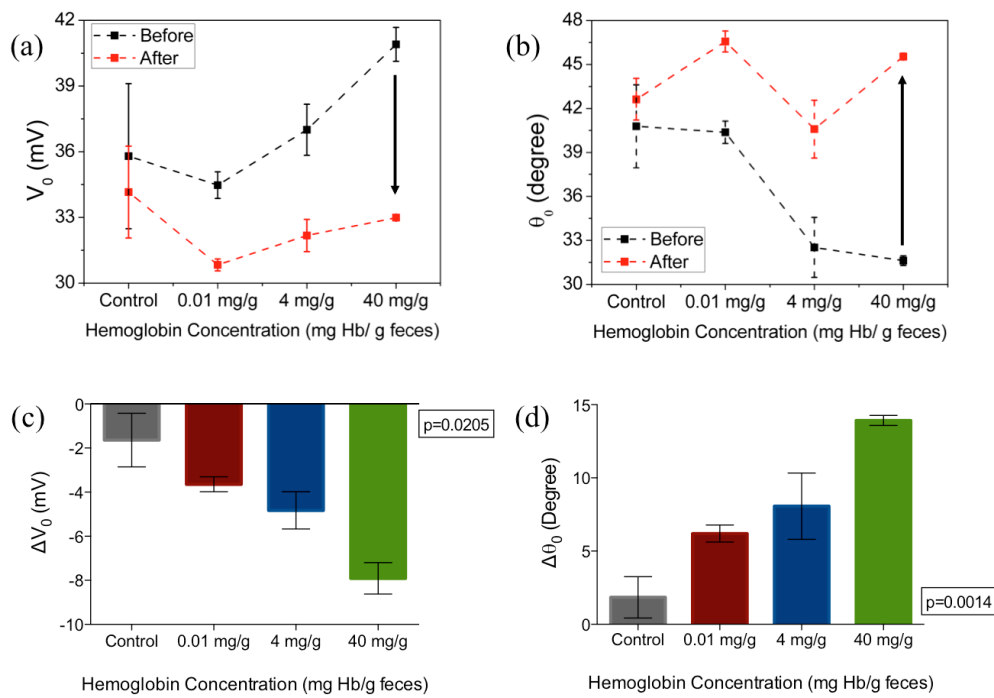 (a)
Before
After
42
39
36
33
30
V₀ (mV)
Control
0.01 mg/g
4 mg/g
40 mg/g
Hemoglobin Concentration (mg Hb/ g feces)
(b)
48
45
42
39
36
33
30
θ₀ (degree)
Before
After
Control
0.01 mg/g
4 mg/g
40 mg/g
Hemoglobin Concentration (mg Hb/ g feces)
(c)
0
-2
-4
-6
-8
-10
ΔV₀ (mV)
p=0.0205
Control
0.01 mg/g
4 mg/g
40 mg/g
Hemoglobin Concentration (mg Hb/g feces)
(d)
15
10
5
0
Δθ₀ (Degree)
p=0.0014
Control
0.01 mg/g
4 mg/g
40 mg/g
Hemoglobin Concentration (mg Hb/g feces)